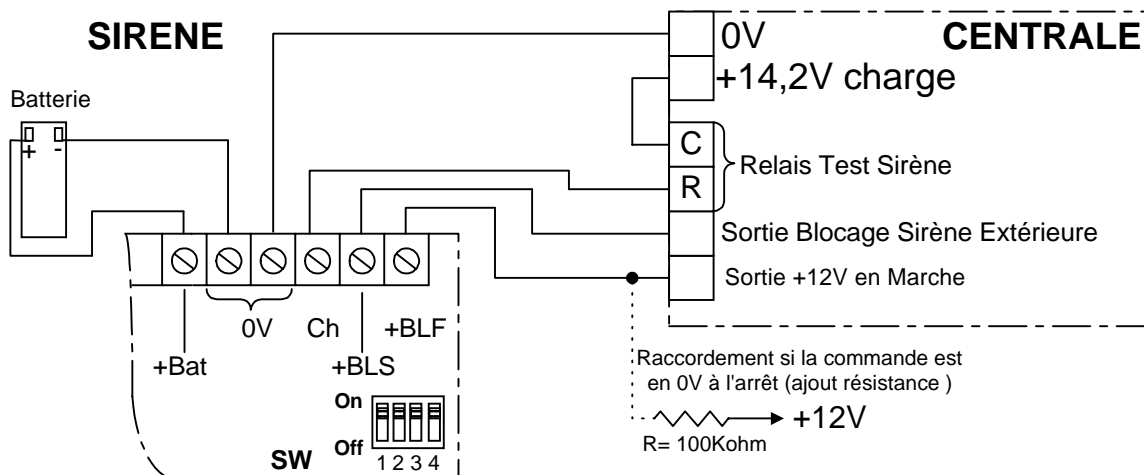 SIRENE
CENTRALE
0V
+14,2V charge
Batterie
+ -
C
R
Relais Test Sirène
Sortie Blocage Sirène Extérieure
Sortie +12V en Marche
0V
Ch
+BLF
+Bat
+BLS
Raccordement si la commande est
en 0V à l'arrêt (ajout résistance )
+12V
R= 100Kohm
On
Off
SW
1 2 3 4